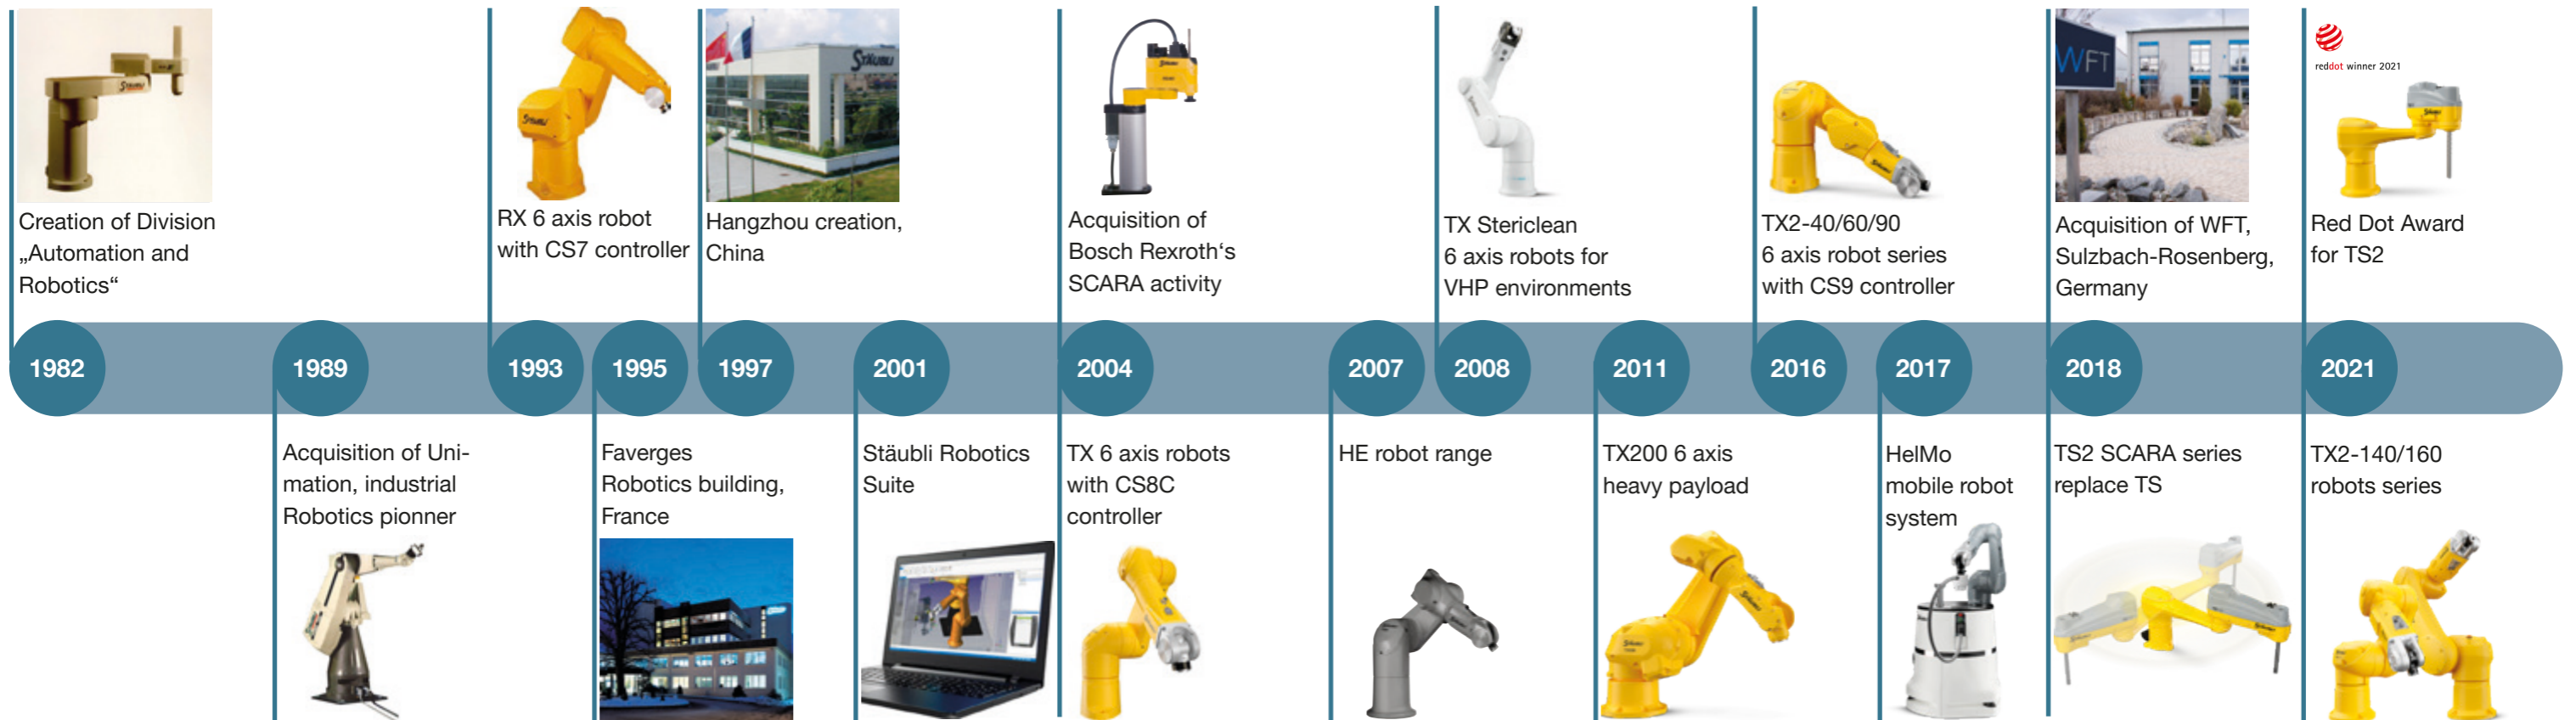 STÄUBLI
Creation of Division
„Automation and
Robotics“
STÄUBLI
RX 6 axis robot
with CS7 controller
STÄUBLI
Hangzhou creation,
China
Acquisition of
Bosch Rexroth‘s
SCARA activity
TX Stericlean
6 axis robots for
VHP environments
TX2-40/60/90
6 axis robot series
with CS9 controller
WFT
Acquisition of WFT,
Sulzbach-Rosenberg,
Germany
reddot winner 2021
Red Dot Award
for TS2
1982
1989
1993
1995
1997
2001
2004
2007
2008
2011
2016
2017
2018
2021
Acquisition of Uni-
mation, industrial
Robotics pionner
Faverges
Robotics building,
France
Stäubli Robotics
Suite
TX 6 axis robots
with CS8C
controller
HE robot range
TX200 6 axis
heavy payload
HelMo
mobile robot
system
TS2 SCARA series
replace TS
TX2-140/160
robots series